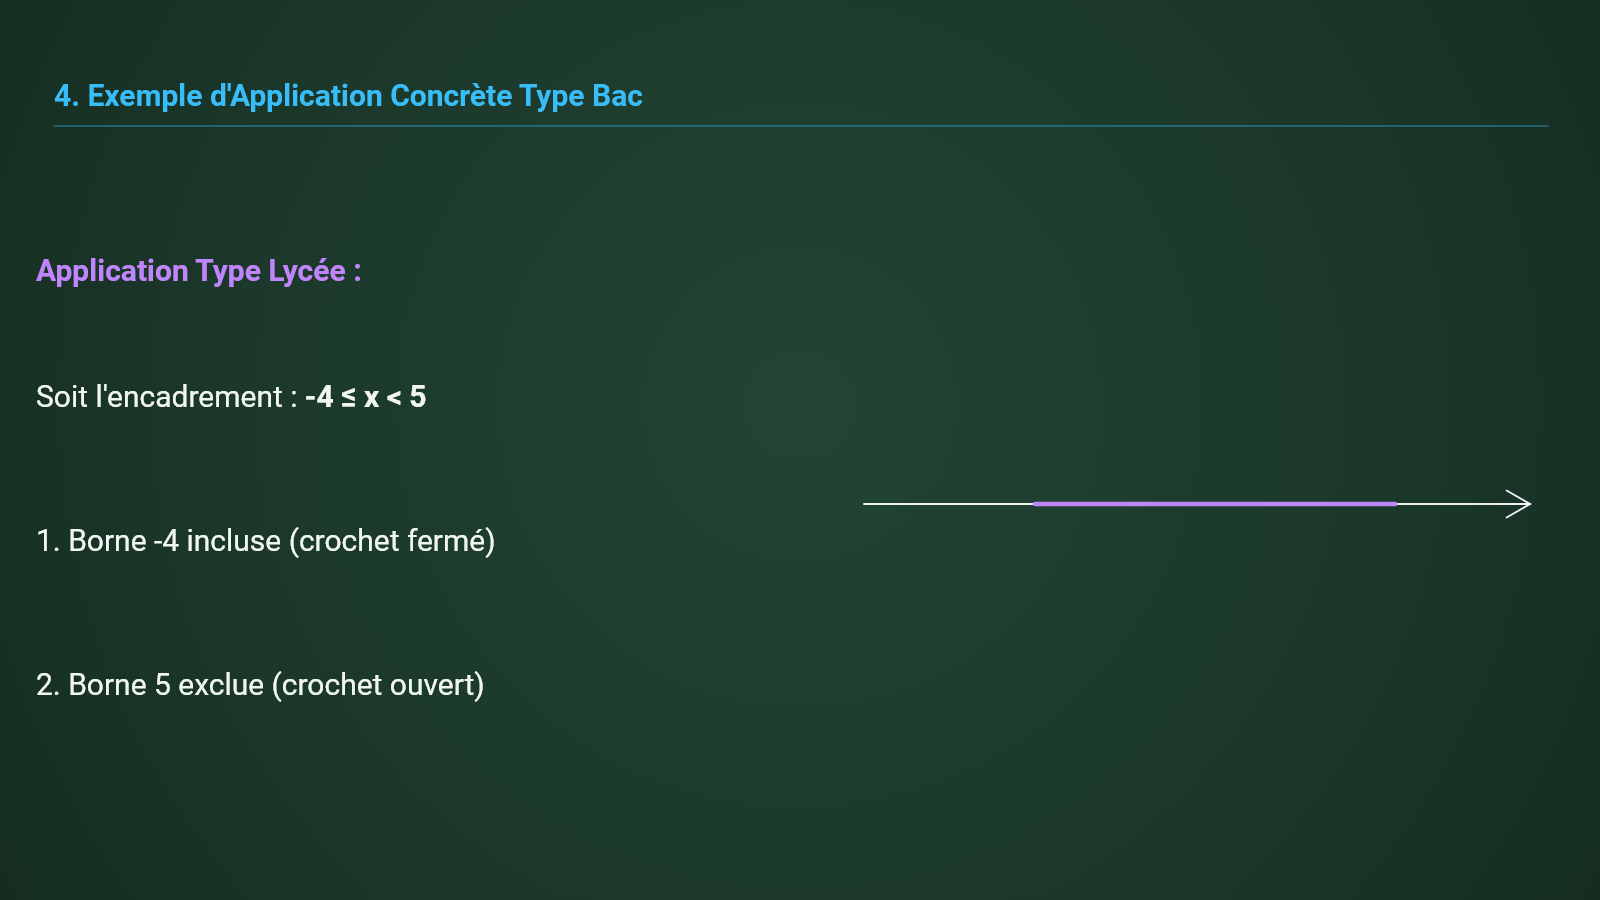 4. Exemple d'Application Concrète Type Bac
Application Type Lycée :
Soit l'encadrement : -4 ≤ x < 5
1. Borne -4 incluse (crochet fermé)
2. Borne 5 exclue (crochet ouvert)